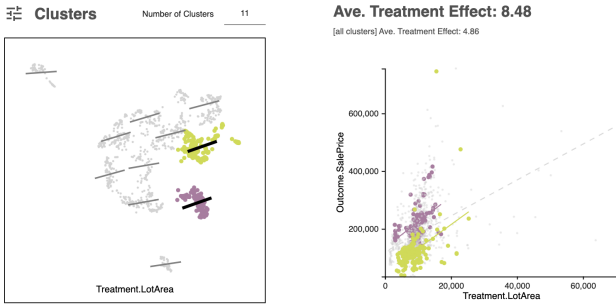 Clusters
Number of Clusters 11
Treatment.LotArea
Ave. Treatment Effect: 8.48
[all clusters] Ave. Treatment Effect: 4.86
Outcome.SalePrice
600,000
400,000
200,000
0 20,000 40,000 60,000
Treatment.LotArea